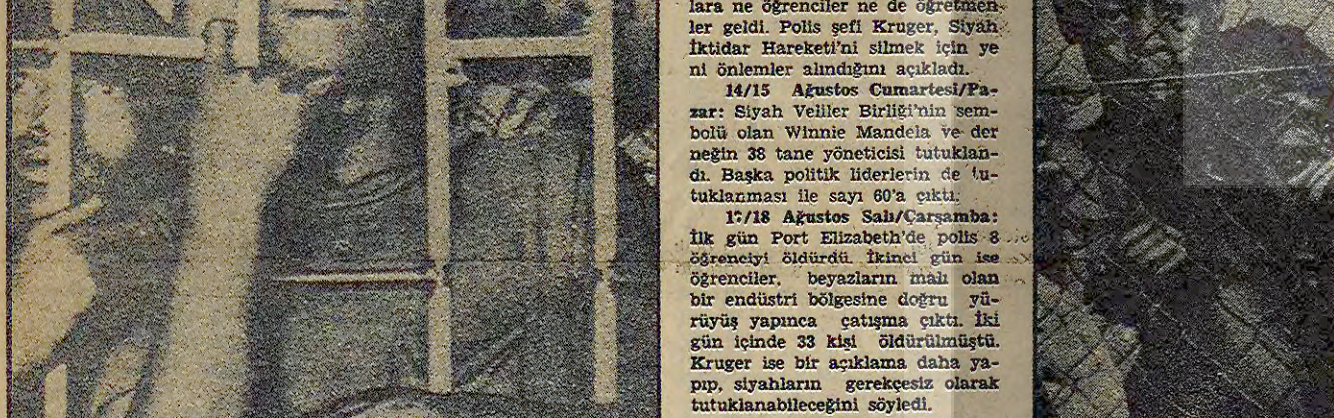 lara ne öğrenciler ne de öğretmen-
ler geldi. Polis şefi Kruger, Siyah
İktidar Hareketi'ni silmek için ye
ni önlemler alındığını açıkladı.
14/15 Ağustos Cumartesi/Pa-
zar: Siyah Veliler Birliği'nin sem-
bolü olan Winnie Mandela ve der
neğin 38 tane yöneticisi tutuklan-
dı. Başka politik liderlerin de tu-
tuklanması ile sayı 60'a çıktı.
17/18 Ağustos Salı/Çarşamba:
İlk gün Port Elizabeth'de polis 8
öğrenciyi öldürdü. İkinci gün ise
öğrenciler, beyazların malı olan
bir endüstri bölgesine doğru yü-
rüyüş yapınca çatışma çıktı. İki
gün içinde 33 kişi öldürülmüştü.
Kruger ise bir açıklama daha ya-
pıp, siyahların gerekçesiz olarak
tutuklanabileceğini söyledi.